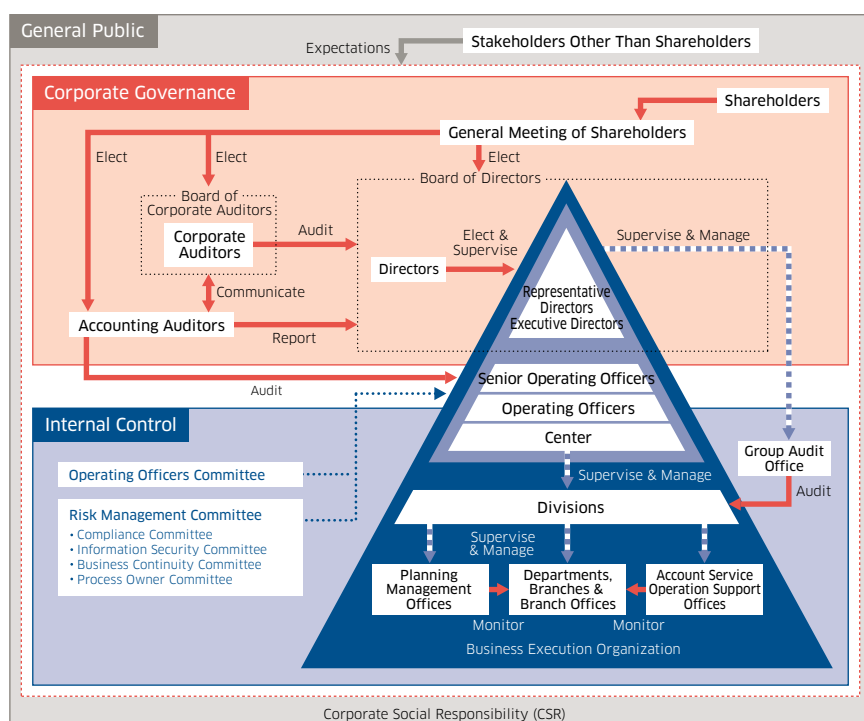 General Public
Stakeholders Other Than Shareholders
Expectations
Corporate Governance
Shareholders
General Meeting of Shareholders
Elect
Elect
Elect
Board of Directors
Board of
Corporate Auditors
Corporate
Auditors
Audit
Elect &
Supervise
Supervise & Manage
Directors
Communicate
Representative
Directors
Executive Directors
Accounting Auditors
Report
Audit
Senior Operating Officers
Operating Officers
Center
Internal Control
Operating Officers Committee
Group Audit
Office
Supervise & Manage
Audit
Risk Management Committee
• Compliance Committee
• Information Security Committee
• Business Continuity Committee
• Process Owner Committee
Divisions
Supervise
& Manage
Planning
Management
Offices
Departments,
Branches &
Branch Offices
Account Service
Operation Support
Offices
Monitor
Monitor
Business Execution Organization
Corporate Social Responsibility (CSR)